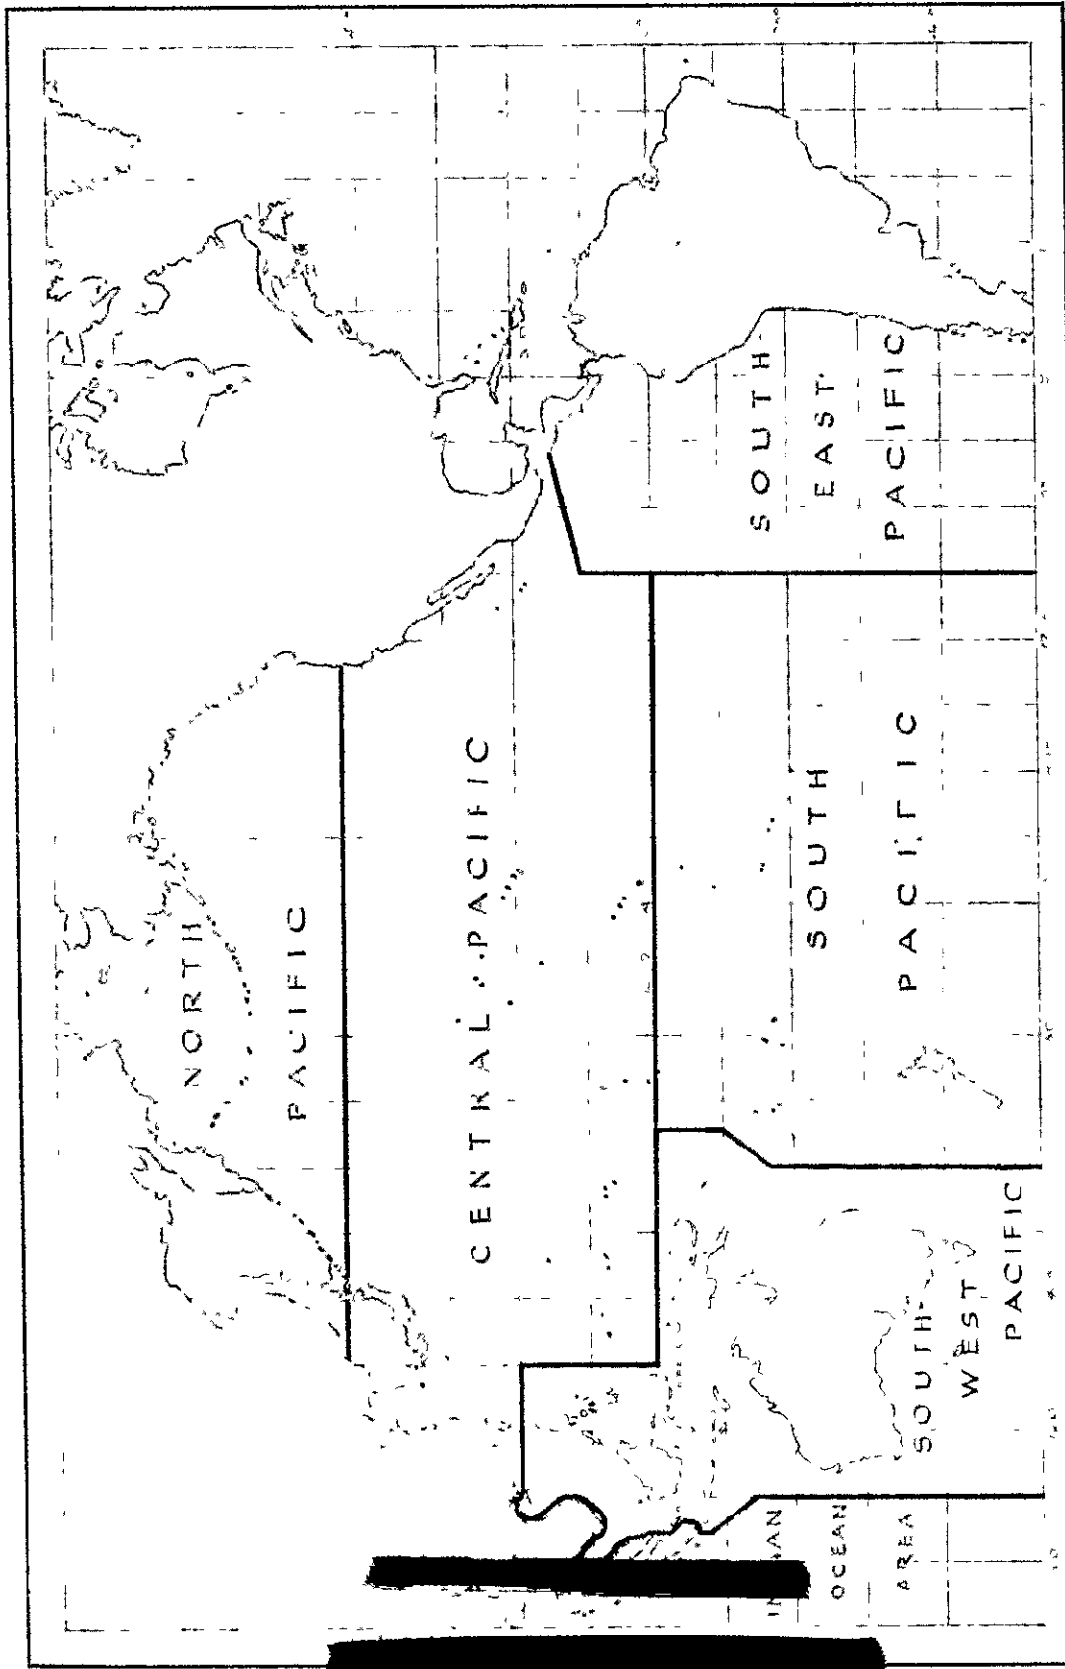 NORTH
PACIFIC
CENTRAL PACIFIC
SOUTH
EAST
PACIFIC
SOUTH
PACIFIC
SOUTH
WEST
PACIFIC
OCEAN
AREA